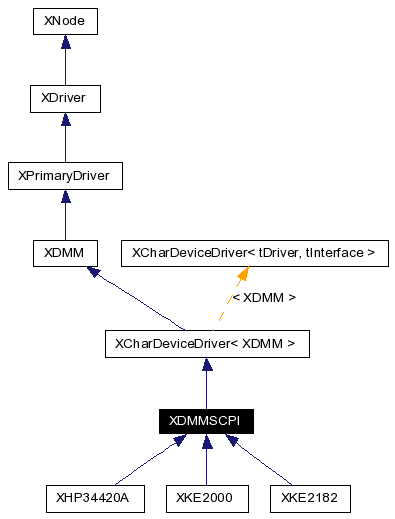 XNode
XDriver
XPrimaryDriver
XDMM
XCharDeviceDriver< tDriver, tInterface >
< XDMM >
XCharDeviceDriver< XDMM >
XDMMSCPI
XHP34420A
XKE2000
XKE2182